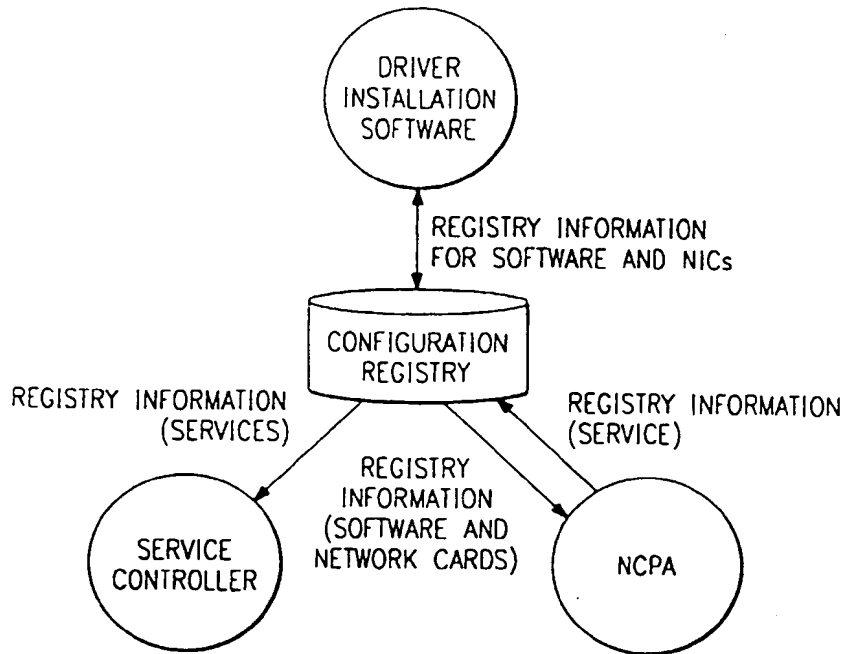 DRIVER
INSTALLATION
SOFTWARE
REGISTRY INFORMATION
FOR SOFTWARE AND NICs
CONFIGURATION
REGISTRY
REGISTRY INFORMATION
(SERVICES)
REGISTRY INFORMATION
(SERVICE)
REGISTRY
INFORMATION
(SOFTWARE AND
NETWORK CARDS)
SERVICE
CONTROLLER
NCPA